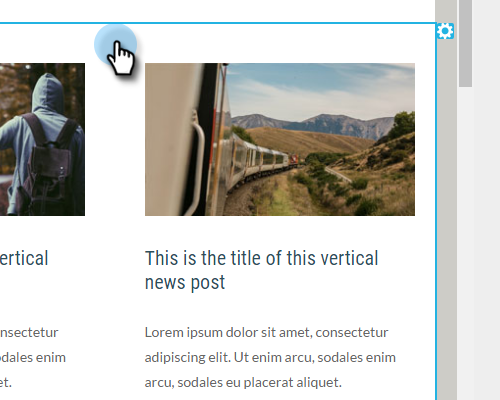 ertical
nsectetur
odales enim
et.
This is the title of this vertical
news post
Lorem ipsum dolor sit amet, consectetur
adipiscing elit. Ut enim arcu, sodales enim
arcu, sodales eu placerat aliquet.